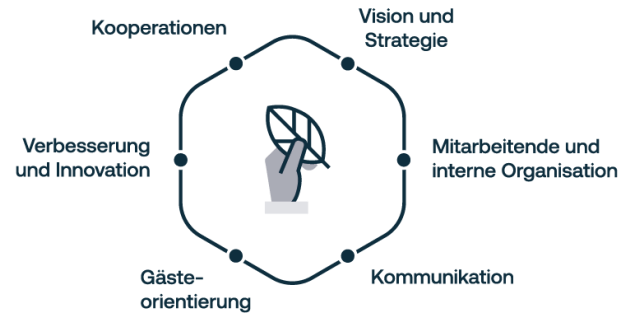 Kooperationen
Vision und
Strategie
Verbesserung
und Innovation
Mitarbeitende und
interne Organisation
Gäste-
orientierung
Kommunikation